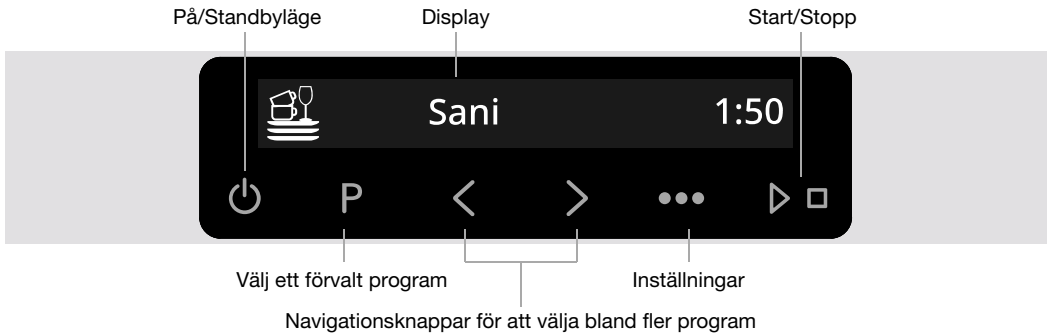 På/Standbyläge Display Start/Stopp
Sani 1:50
P
Välj ett förvalt program Inställningar
Navigationsknappar för att välja bland fler program